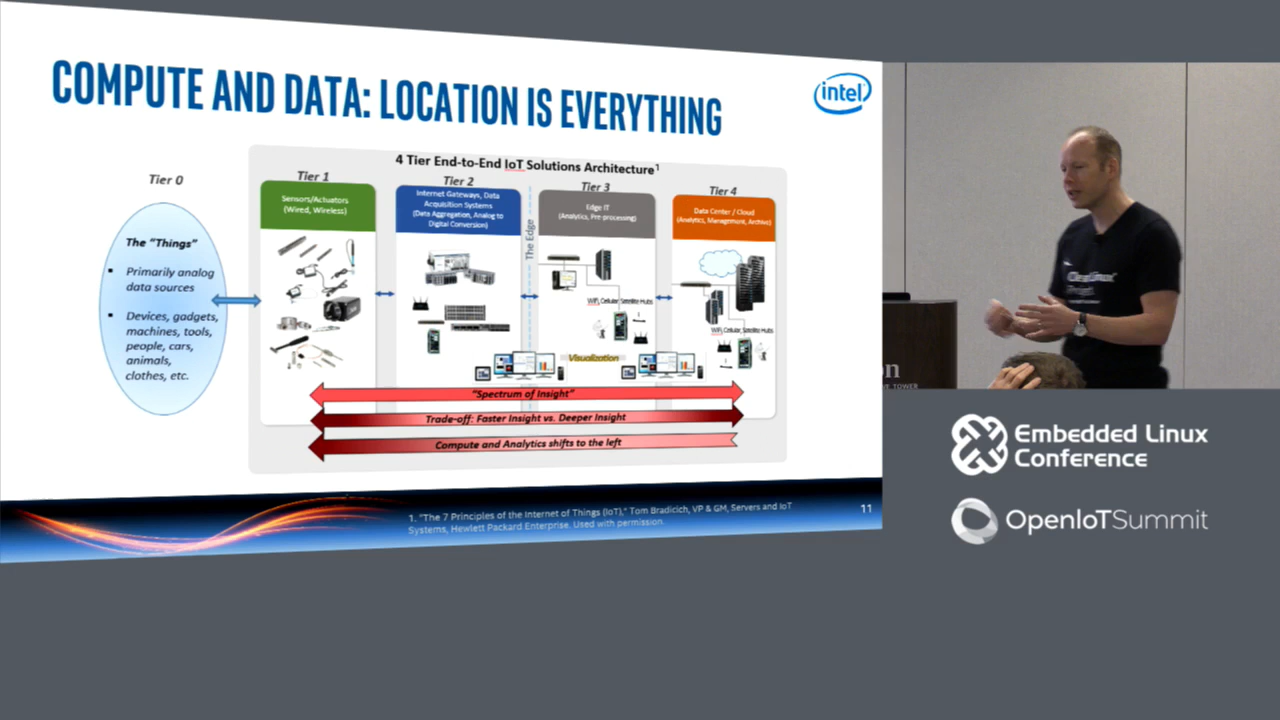 COMPUTE AND DATA: LOCATION IS EVERYTHING
intel
4 Tier End-to-End IoT Solutions Architecture1
Tier 0
Tier 1
Tier 2
Tier 3
Tier 4
The "Things"
▪ Primarily analog
data sources
▪ Devices, gadgets,
machines, tools,
people, cars,
animals,
clothes, etc.
Sensors/Actuators
(Wired, Wireless)
Internet Gateways, Data
Acquisition Systems
(Data Aggregation, Analog to
Digital Conversion)
The Edge
Edge IT
(Analytics, Pre-processing)
Data Center / Cloud
(Analytics, Management, Archive)
WiFi, Cellular, Satellite Hubs
WiFi, Cellular, Satellite Hubs
Visualization
"Spectrum of Insight"
Trade-off: Faster Insight vs. Deeper Insight
Compute and Analytics shifts to the left
1. "The 7 Principles of the Internet of Things (IoT)," Tom Bradicich, VP & GM, Servers and IoT
Systems, Hewlett Packard Enterprise. Used with permission.
11
on
TOWER
Embedded Linux
Conference
OpenIoTSummit